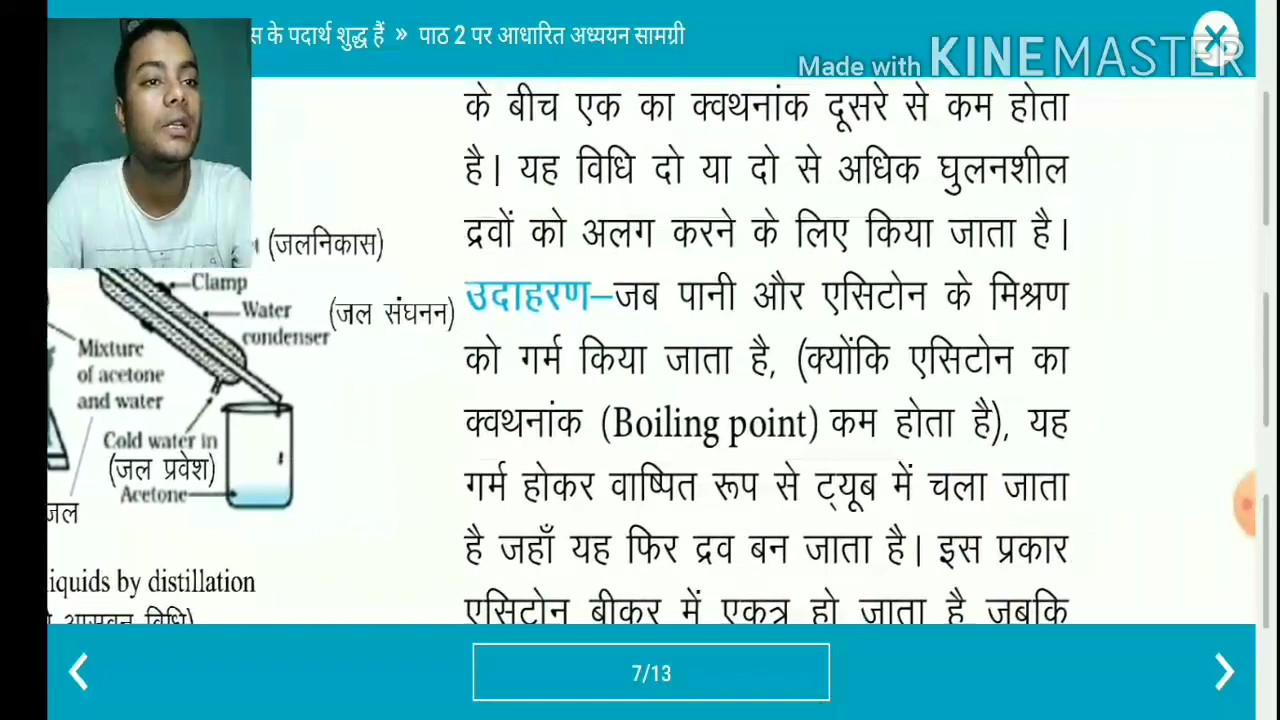 स के पदार्थ शुद्ध हैं » पाठ 2 पर आधारित अध्ययन सामग्री
Made with KINEMASTER
के बीच एक का क्वथनांक दूसरे से कम होता
है। यह विधि दो या दो से अधिक घुलनशील
द्रवों को अलग करने के लिए किया जाता है।
उदाहरण–जब पानी और एसिटोन के मिश्रण
को गर्म किया जाता है, (क्योंकि एसिटोन का
क्वथनांक (Boiling point) कम होता है), यह
गर्म होकर वाष्पित रूप से ट्यूब में चला जाता
है जहाँ यह फिर द्रव बन जाता है। इस प्रकार
एसिटोन बीकर में एकत्र हो जाता है जबकि
(जलनिकास)
Clamp
Water
condenser
(जल संघनन)
Mixture
of acetone
and water
Cold water in
(जल प्रवेश)
Acetone
जल
iquids by distillation
आसवन विधि)
7/13